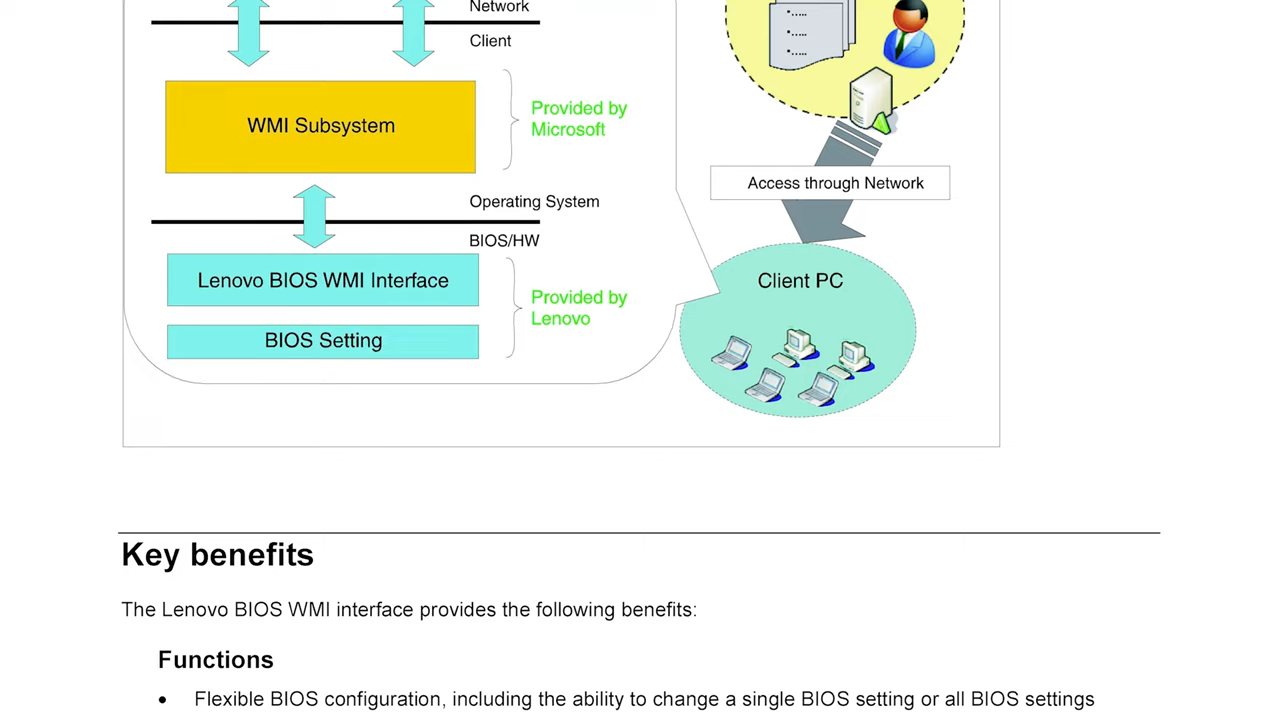 Network
Client
WMI Subsystem
Provided by
Microsoft
Operating System
BIOS/HW
Lenovo BIOS WMI Interface
BIOS Setting
Provided by
Lenovo
Access through Network
Client PC
Key benefits
The Lenovo BIOS WMI interface provides the following benefits:
Functions
• Flexible BIOS configuration, including the ability to change a single BIOS setting or all BIOS settings